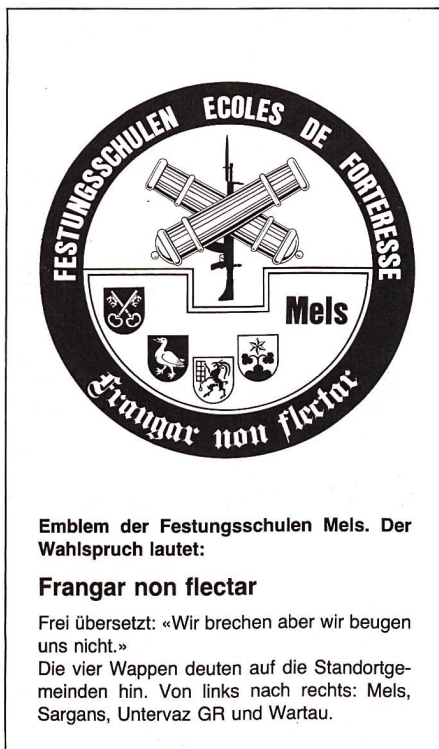 FESTUNGSSCHULEN ECOLES DE FORTERESSE
Mels
Frangar non flectar
Emblem der Festungsschulen Mels. Der
Wahlspruch lautet:
Frangar non flectar
Frei übersetzt: «Wir brechen aber wir beugen
uns nicht.»
Die vier Wappen deuten auf die Standortge-
meinden hin. Von links nach rechts: Mels,
Sargans, Untervaz GR und Wartau.